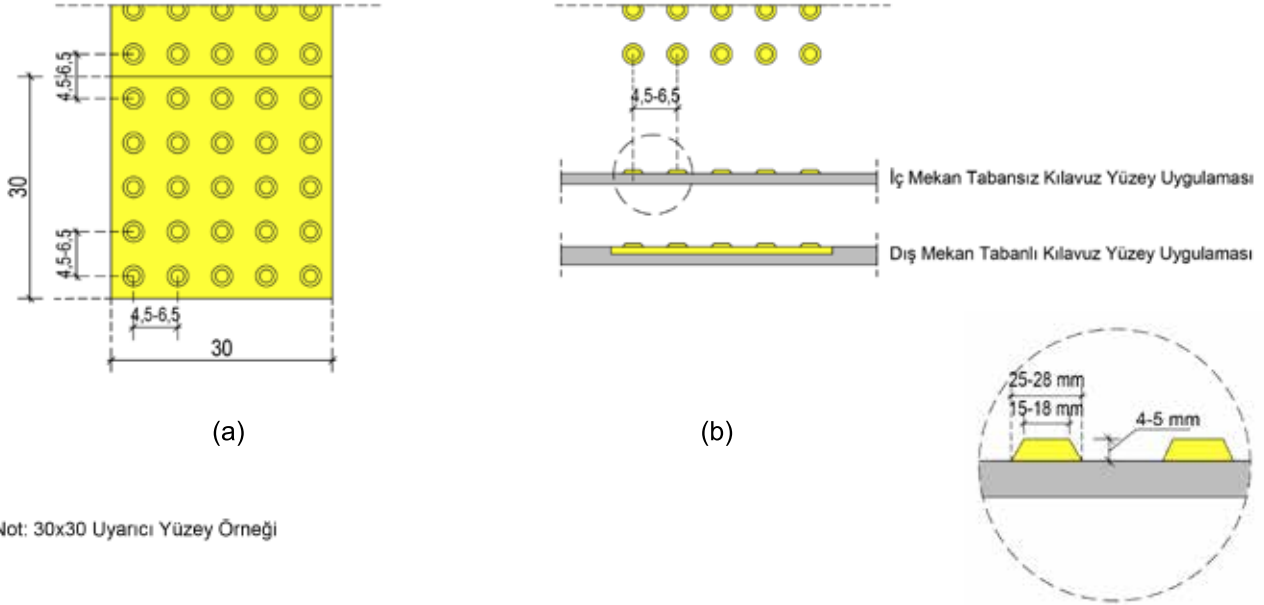 4,5-6,5
30
4,5-6,5
4,5-6,5
30
(a)
Not: 30x30 Uyarıcı Yüzey Örneği
4,5-6,5
İç Mekan Tabansız Kılavuz Yüzey Uygulaması
Dış Mekan Tabanlı Kılavuz Yüzey Uygulaması
(b)
25-28 mm
15-18 mm
4-5 mm